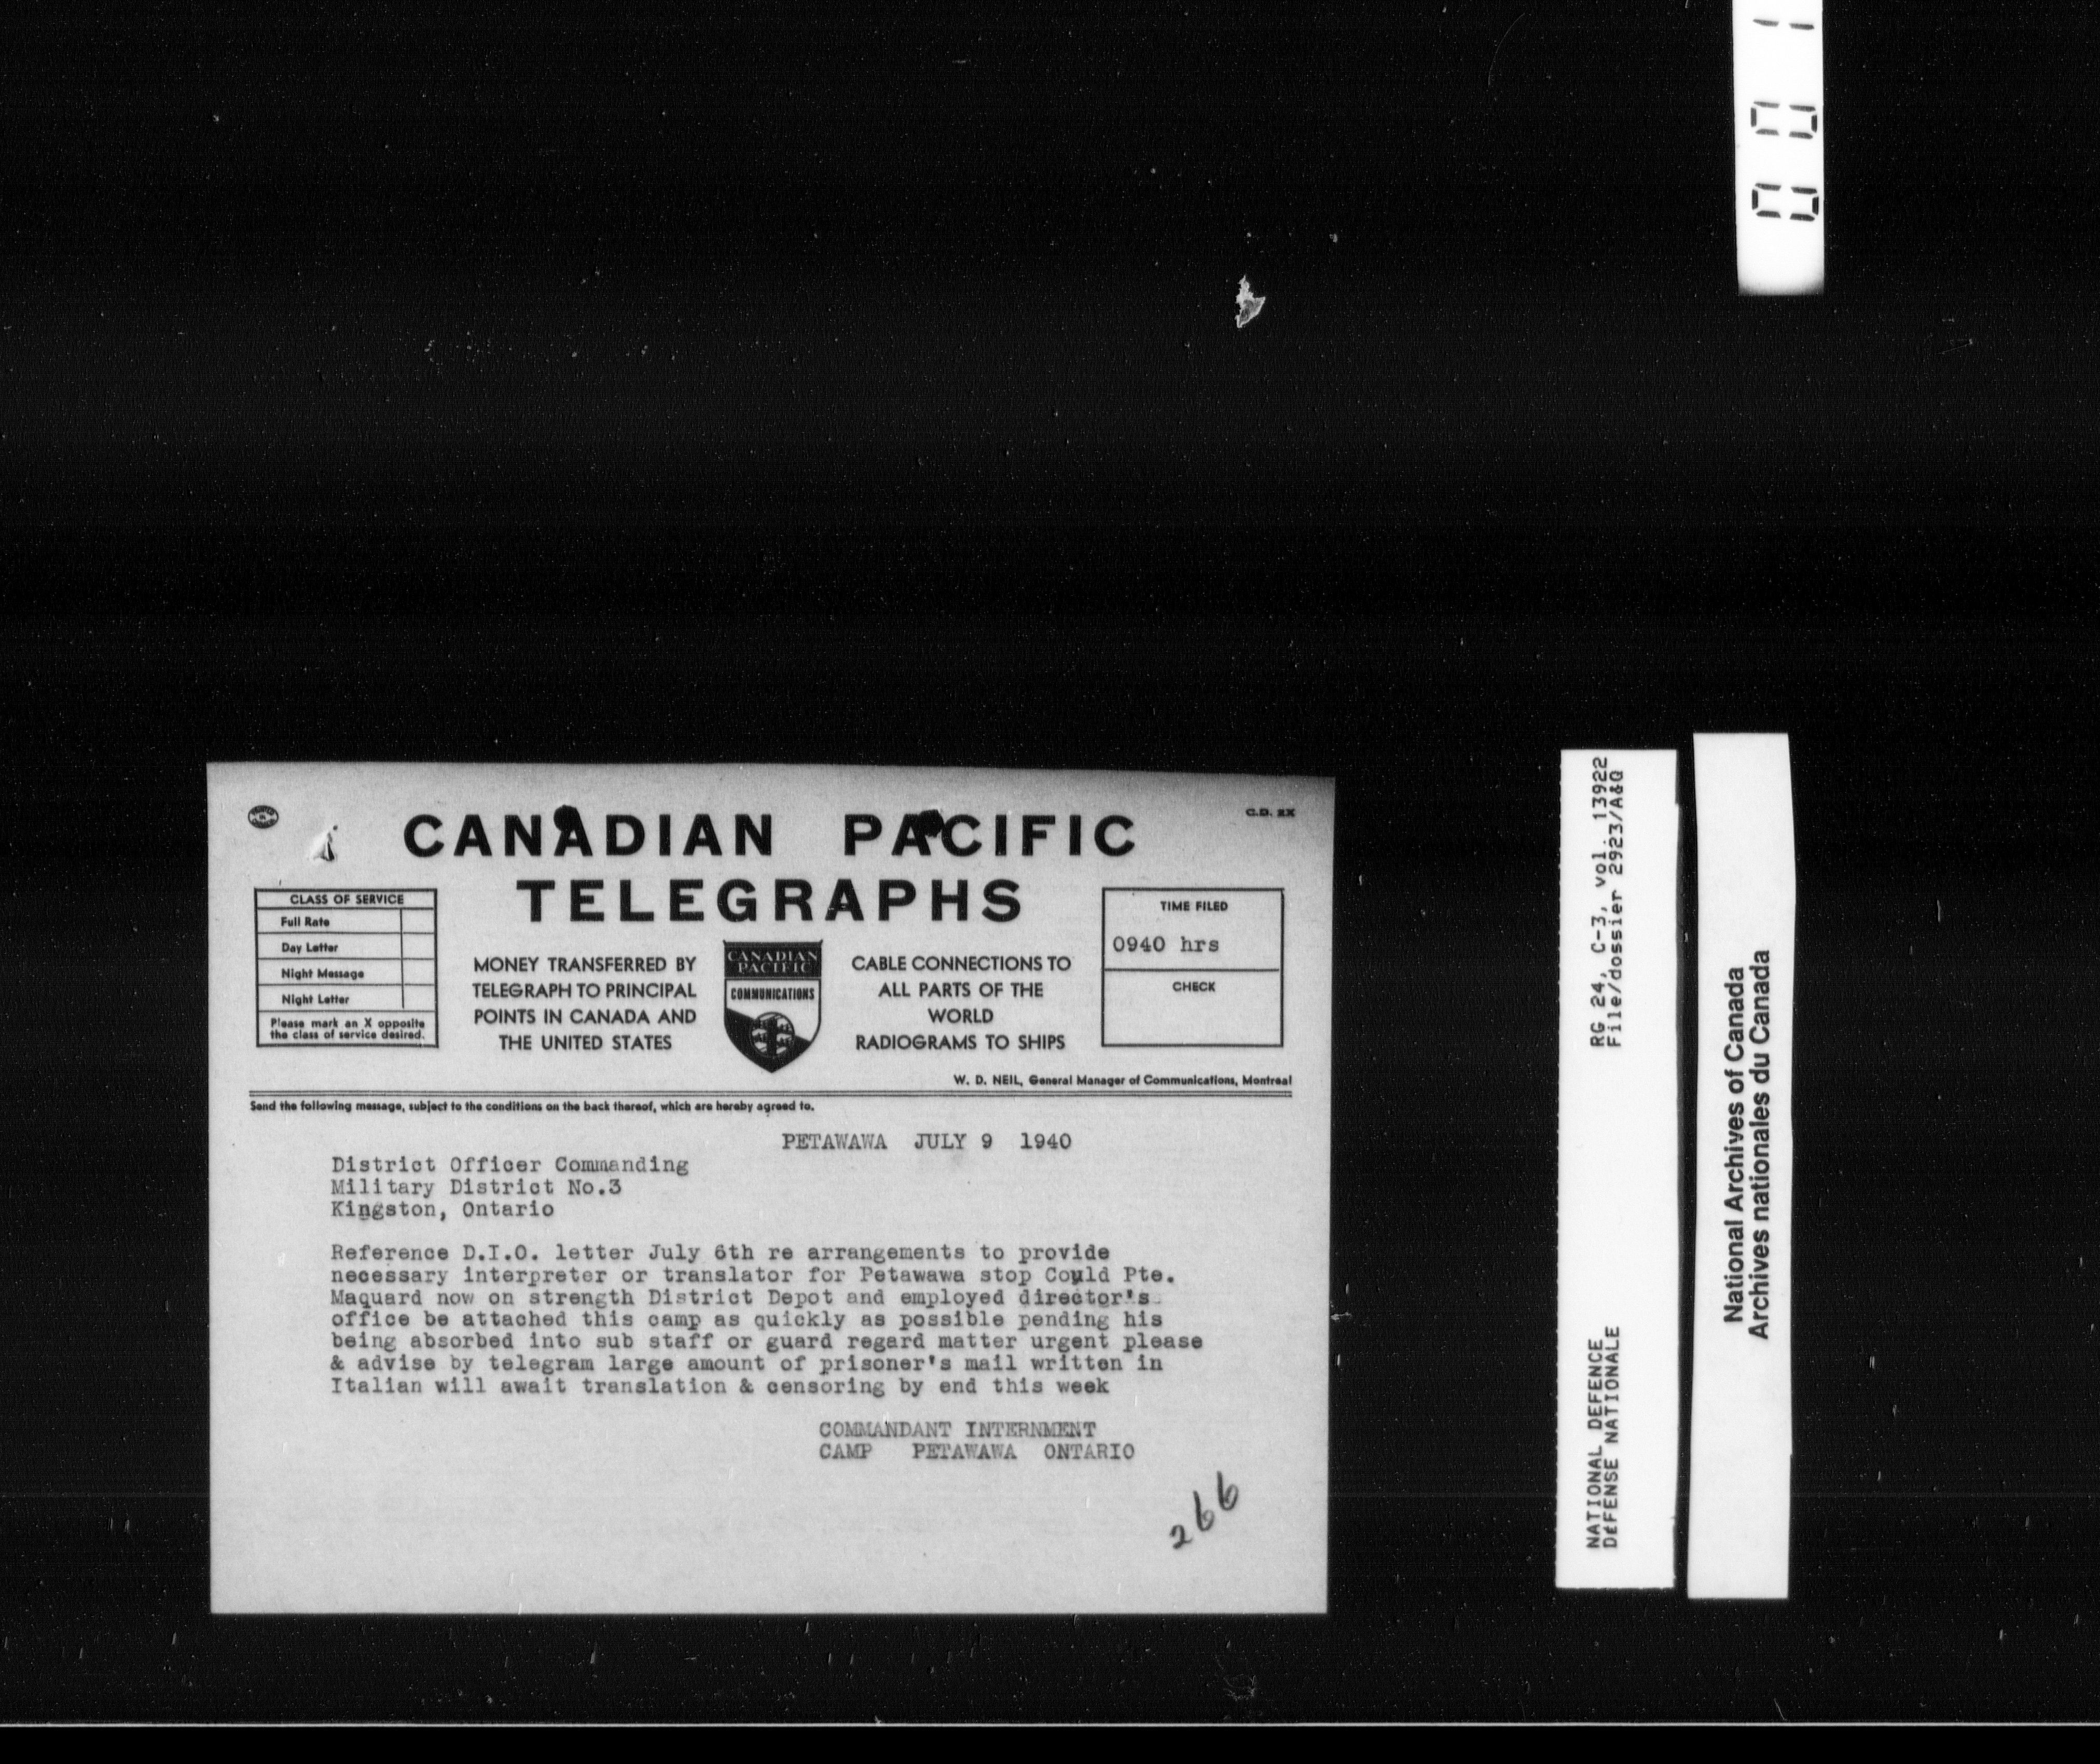 CANADIAN PACIFIC
TELEGRAPHS
C.D. 2X
CLASS OF SERVICE
Full Rate
Day Letter
Night Message
Night Letter
Please mark an X opposite
the class of service desired.
MONEY TRANSFERRED BY
TELEGRAPH TO PRINCIPAL
POINTS IN CANADA AND
THE UNITED STATES
CANADIAN
PACIFIC
COMMUNICATIONS
CABLE CONNECTIONS TO
ALL PARTS OF THE
WORLD
RADIOGRAMS TO SHIPS
TIME FILED
0940 hrs
CHECK
W. D. NEIL, General Manager of Communications, Montreal
Send the following message, subject to the conditions on the back thereof, which are hereby agreed to.
PETAWAWA JULY 9 1940
District Officer Commanding
Military District No.3
Kingston, Ontario
Reference D.I.O. letter July 6th re arrangements to provide
necessary interpreter or translator for Petawawa stop Could Pte.
Maquard now on strength District Depot and employed director's
office be attached this camp as quickly as possible pending his
being absorbed into sub staff or guard regard matter urgent please
& advise by telegram large amount of prisoner's mail written in
Italian will await translation & censoring by end this week
COMMANDANT INTERNMENT
CAMP PETAWAWA ONTARIO
266
NATIONAL DEFENCE RG 24, C-3, vol. 13922
DÉFENSE NATIONALE File/dossier 2923/A&Q
National Archives of Canada
Archives nationales du Canada